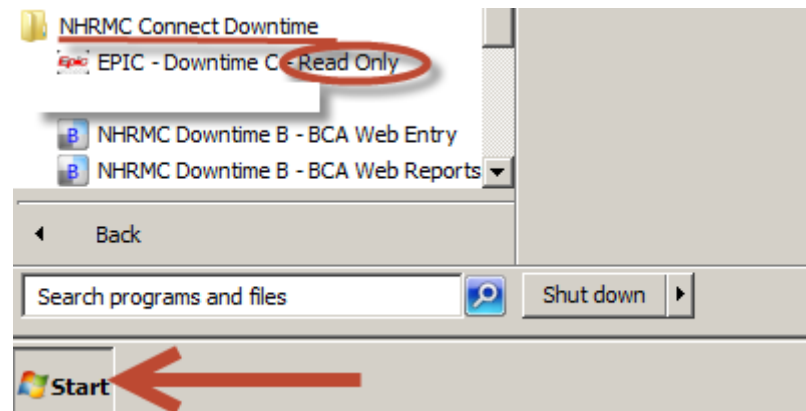 NHRMC Connect Downtime
Epic EPIC - Downtime C - Read Only
B NHRMC Downtime B - BCA Web Entry
B NHRMC Downtime B - BCA Web Reports
Back
Search programs and files
Shut down
Start